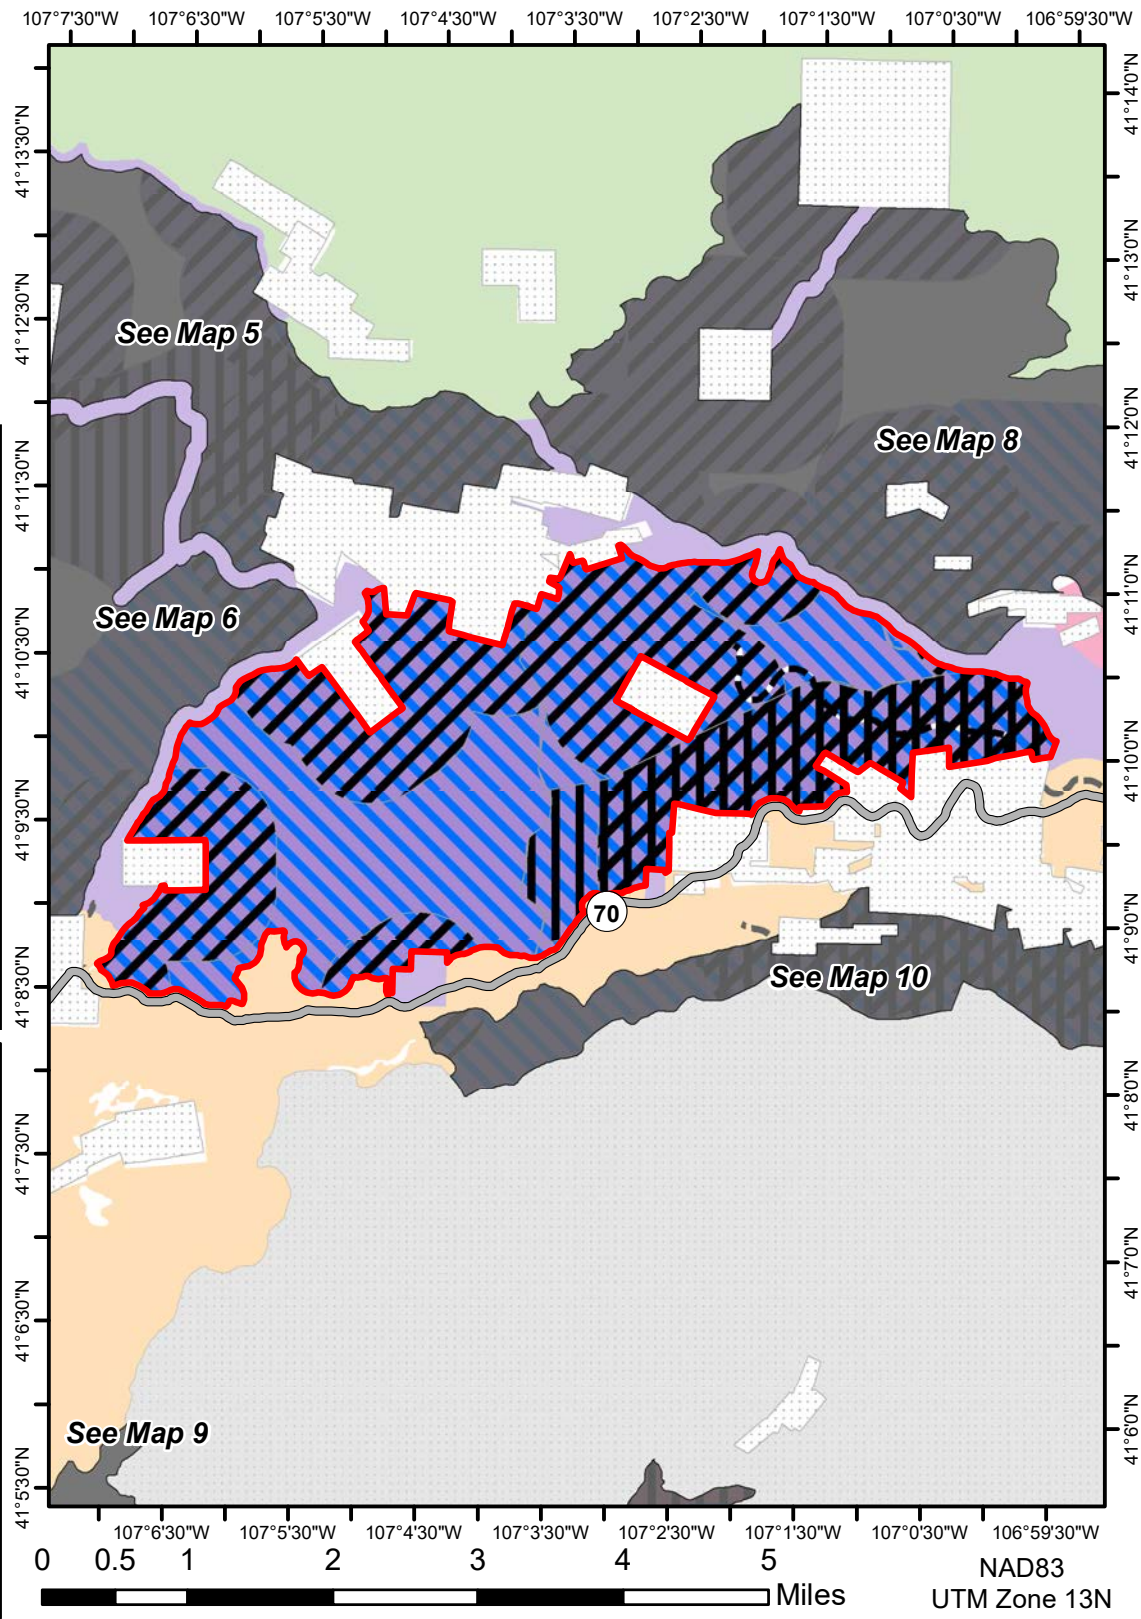 107°7'30"W 107°6'30"W 107°5'30"W 107°4'30"W 107°3'30"W 107°2'30"W 107°1'30"W 107°0'30"W 106°59'30"W
41°14'0"N
41°13'30"N
41°13'0"N
41°12'30"N
See Map 5
41°12'0"N
See Map 8
41°11'30"N
41°11'0"N
See Map 6
41°10'30"N
41°10'0"N
41°9'30"N
70
41°9'0"N
41°8'30"N
See Map 10
41°8'0"N
41°7'30"N
41°7'0"N
41°6'30"N
See Map 9
41°6'0"N
41°5'30"N
107°6'30"W 107°5'30"W 107°4'30"W 107°3'30"W 107°2'30"W 107°1'30"W 107°0'30"W 106°59'30"W
0 0.5 1 2 3 4 5
Miles
NAD83
UTM Zone 13N